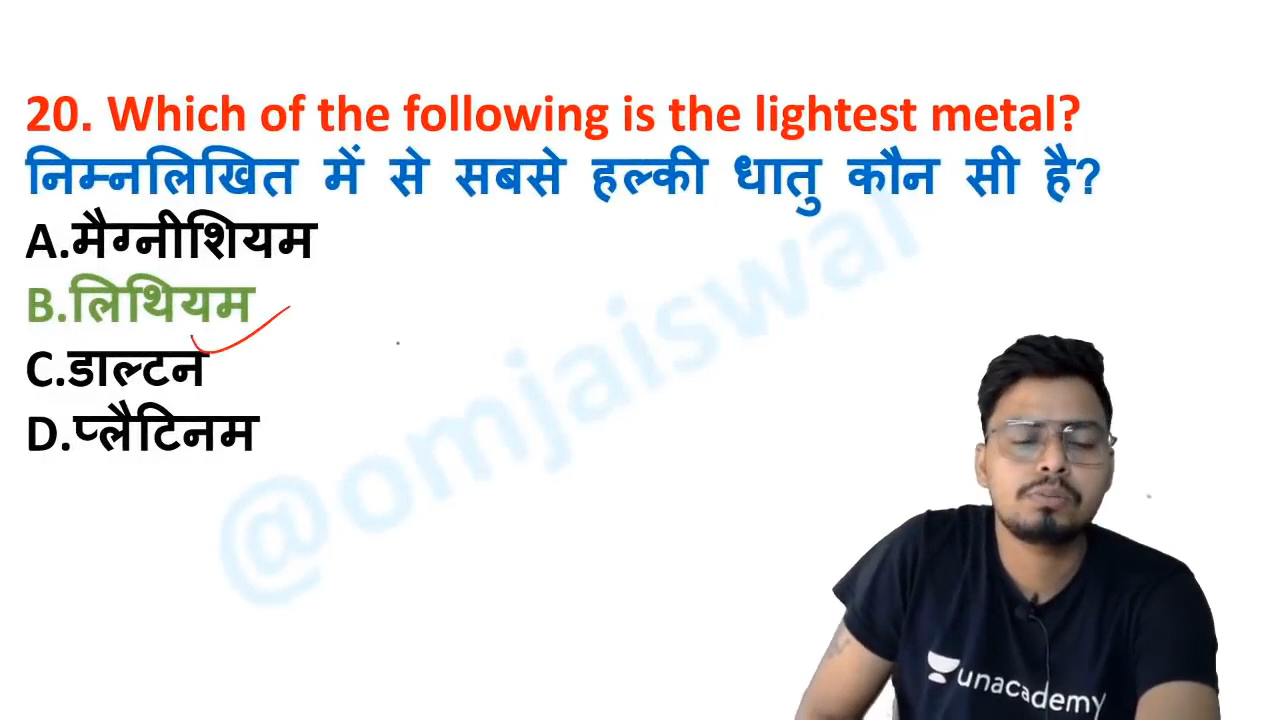 20. Which of the following is the lightest metal?
निम्नलिखित में से सबसे हल्की धातु कौन सी है?
A.मैग्नीशियम
B.लिथियम
C.डाल्टन
D.प्लैटिनम
@omjaiswal
unacademy